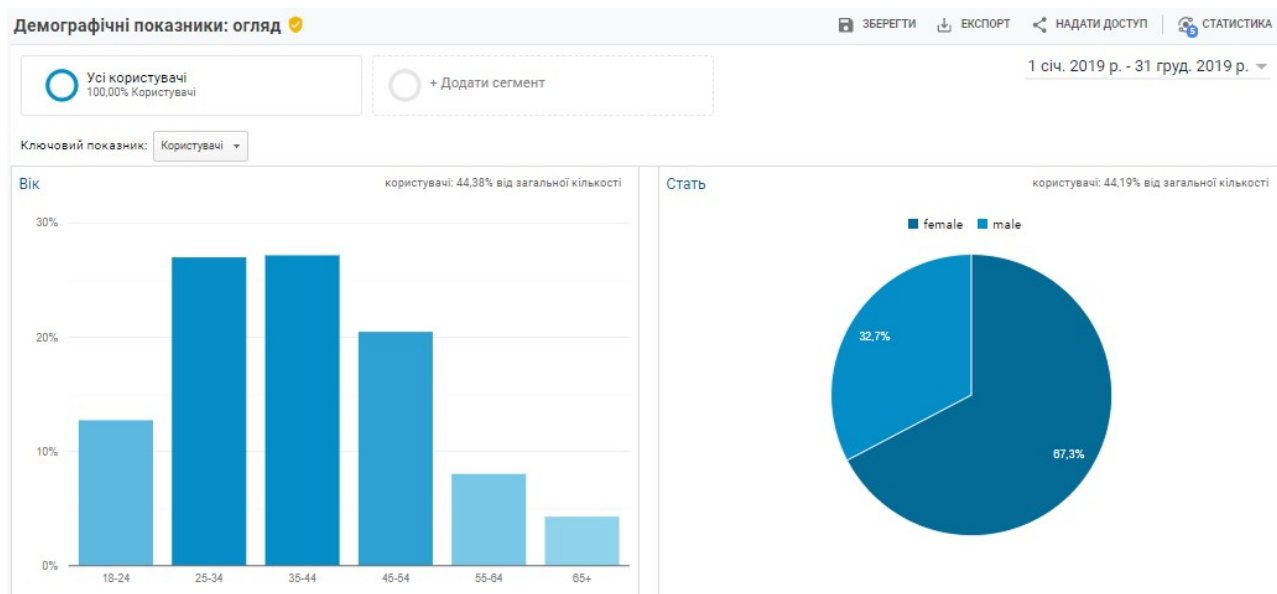 Демографічні показники: огляд
ЗБЕРЕГТИ ЕКСПОРТ НАДАТИ ДОСТУП 5 СТАТИСТИКА
Усі користувачі
100,00% Користувачі
+ Додати сегмент
1 січ. 2019 р. - 31 груд. 2019 р.
Ключовий показник: Користувачі
Вік
користувачі: 44,38% від загальної кількості
30%
20%
10%
0%
18-24 25-34 35-44 45-54 55-64 65+
Стать
користувачі: 44,19% від загальної кількості
female male
32,7%
67,3%